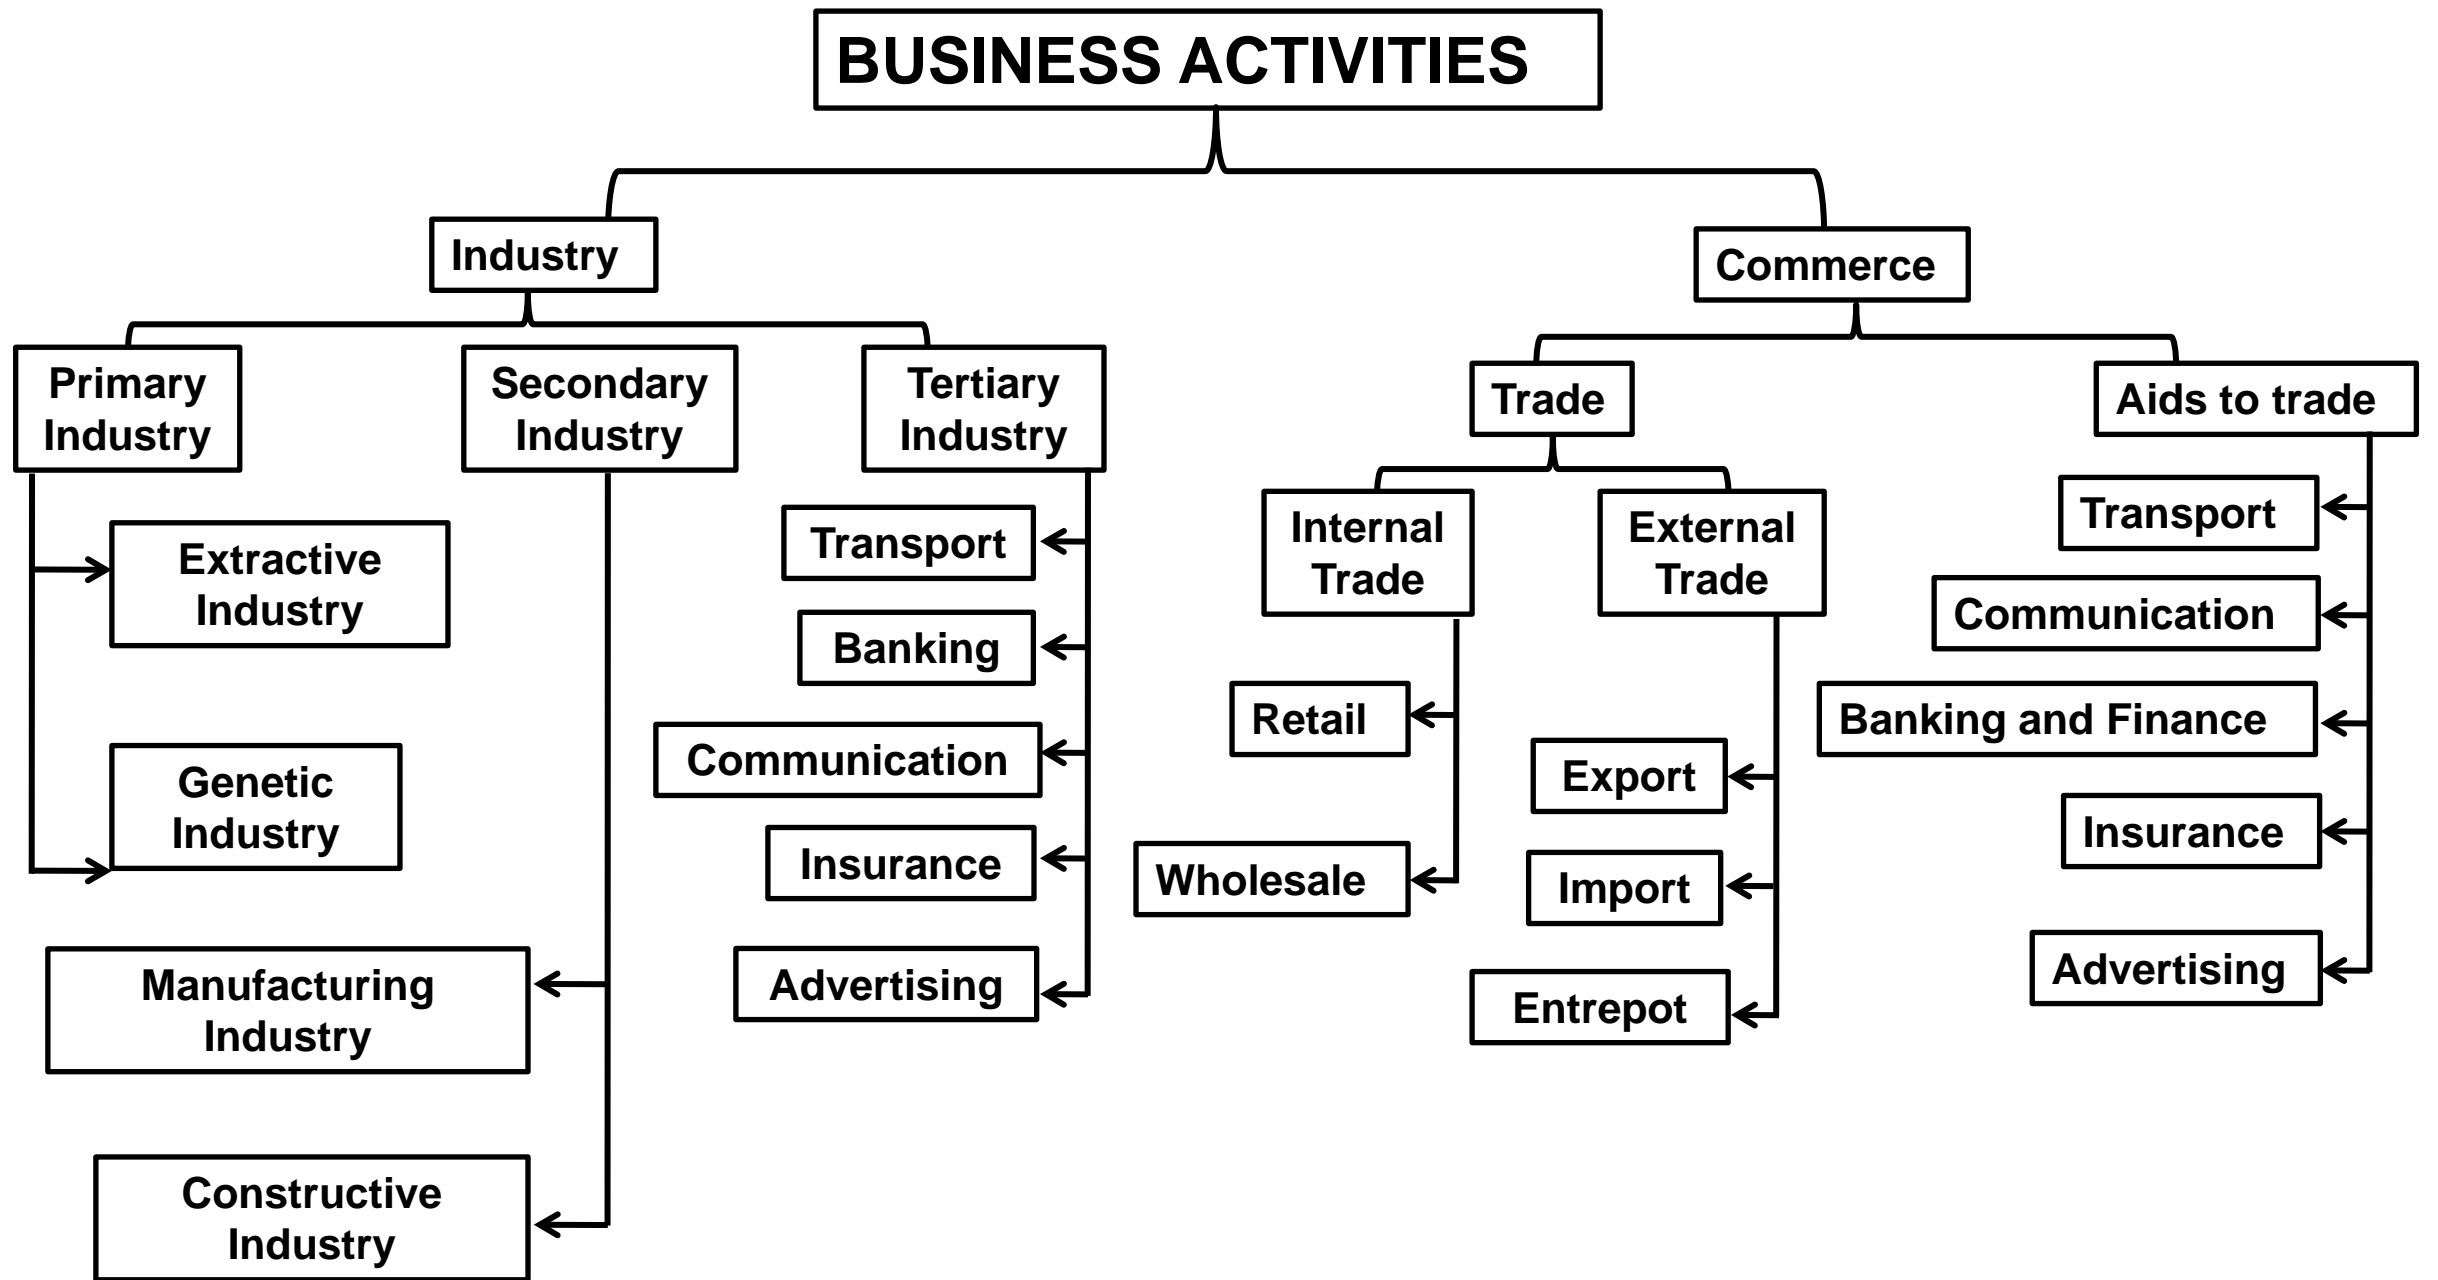 BUSINESS ACTIVITIES
Industry
Commerce
Primary
Industry
Secondary
Industry
Tertiary
Industry
Trade
Aids to trade
Extractive
Industry
Genetic
Industry
Manufacturing
Industry
Constructive
Industry
Transport
Banking
Communication
Insurance
Advertising
Internal
Trade
External
Trade
Retail
Wholesale
Export
Import
Entrepot
Transport
Communication
Banking and Finance
Insurance
Advertising